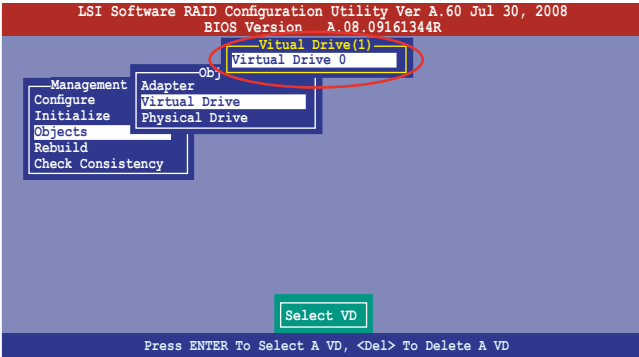 LSI Software RAID Configuration Utility Ver A.60 Jul 30, 2008
BIOS Version A.08.09161344R
Vitual Drive(1)
Virtual Drive 0
Obj
Adapter
Virtual Drive
Physical Drive
Management
Configure
Initialize
Objects
Rebuild
Check Consistency
Select VD
Press ENTER To Select A VD, <Del> To Delete A VD